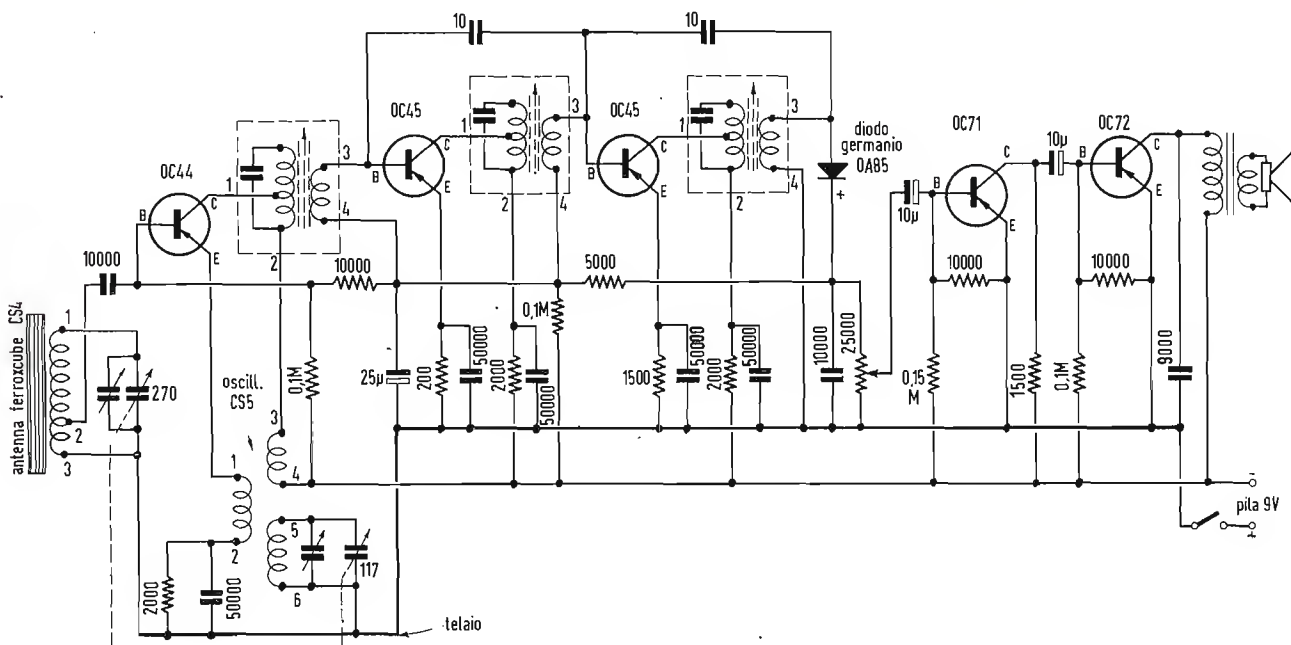 10
10
OC45
OC45
OC44
OC71
OC72
diodo
germanio
OA85
+
1
2
3
4
B
C
E
1
2
3
4
B
C
E
1
2
3
4
B
C
E
10μ
B
C
E
10μ
B
C
E
10000
10000
5000
10000
10000
antenna ferroxcube CS4
1
2
3
270
oscill.
CS5
0,1M
25μ
200
50000
2000
50000
0,1M
1500
50000
2000
50000
10000
25000
0,15
M
1500
0.1M
9000
1
2
3
4
5
6
117
2000
50000
telaio
-
pila 9V
+